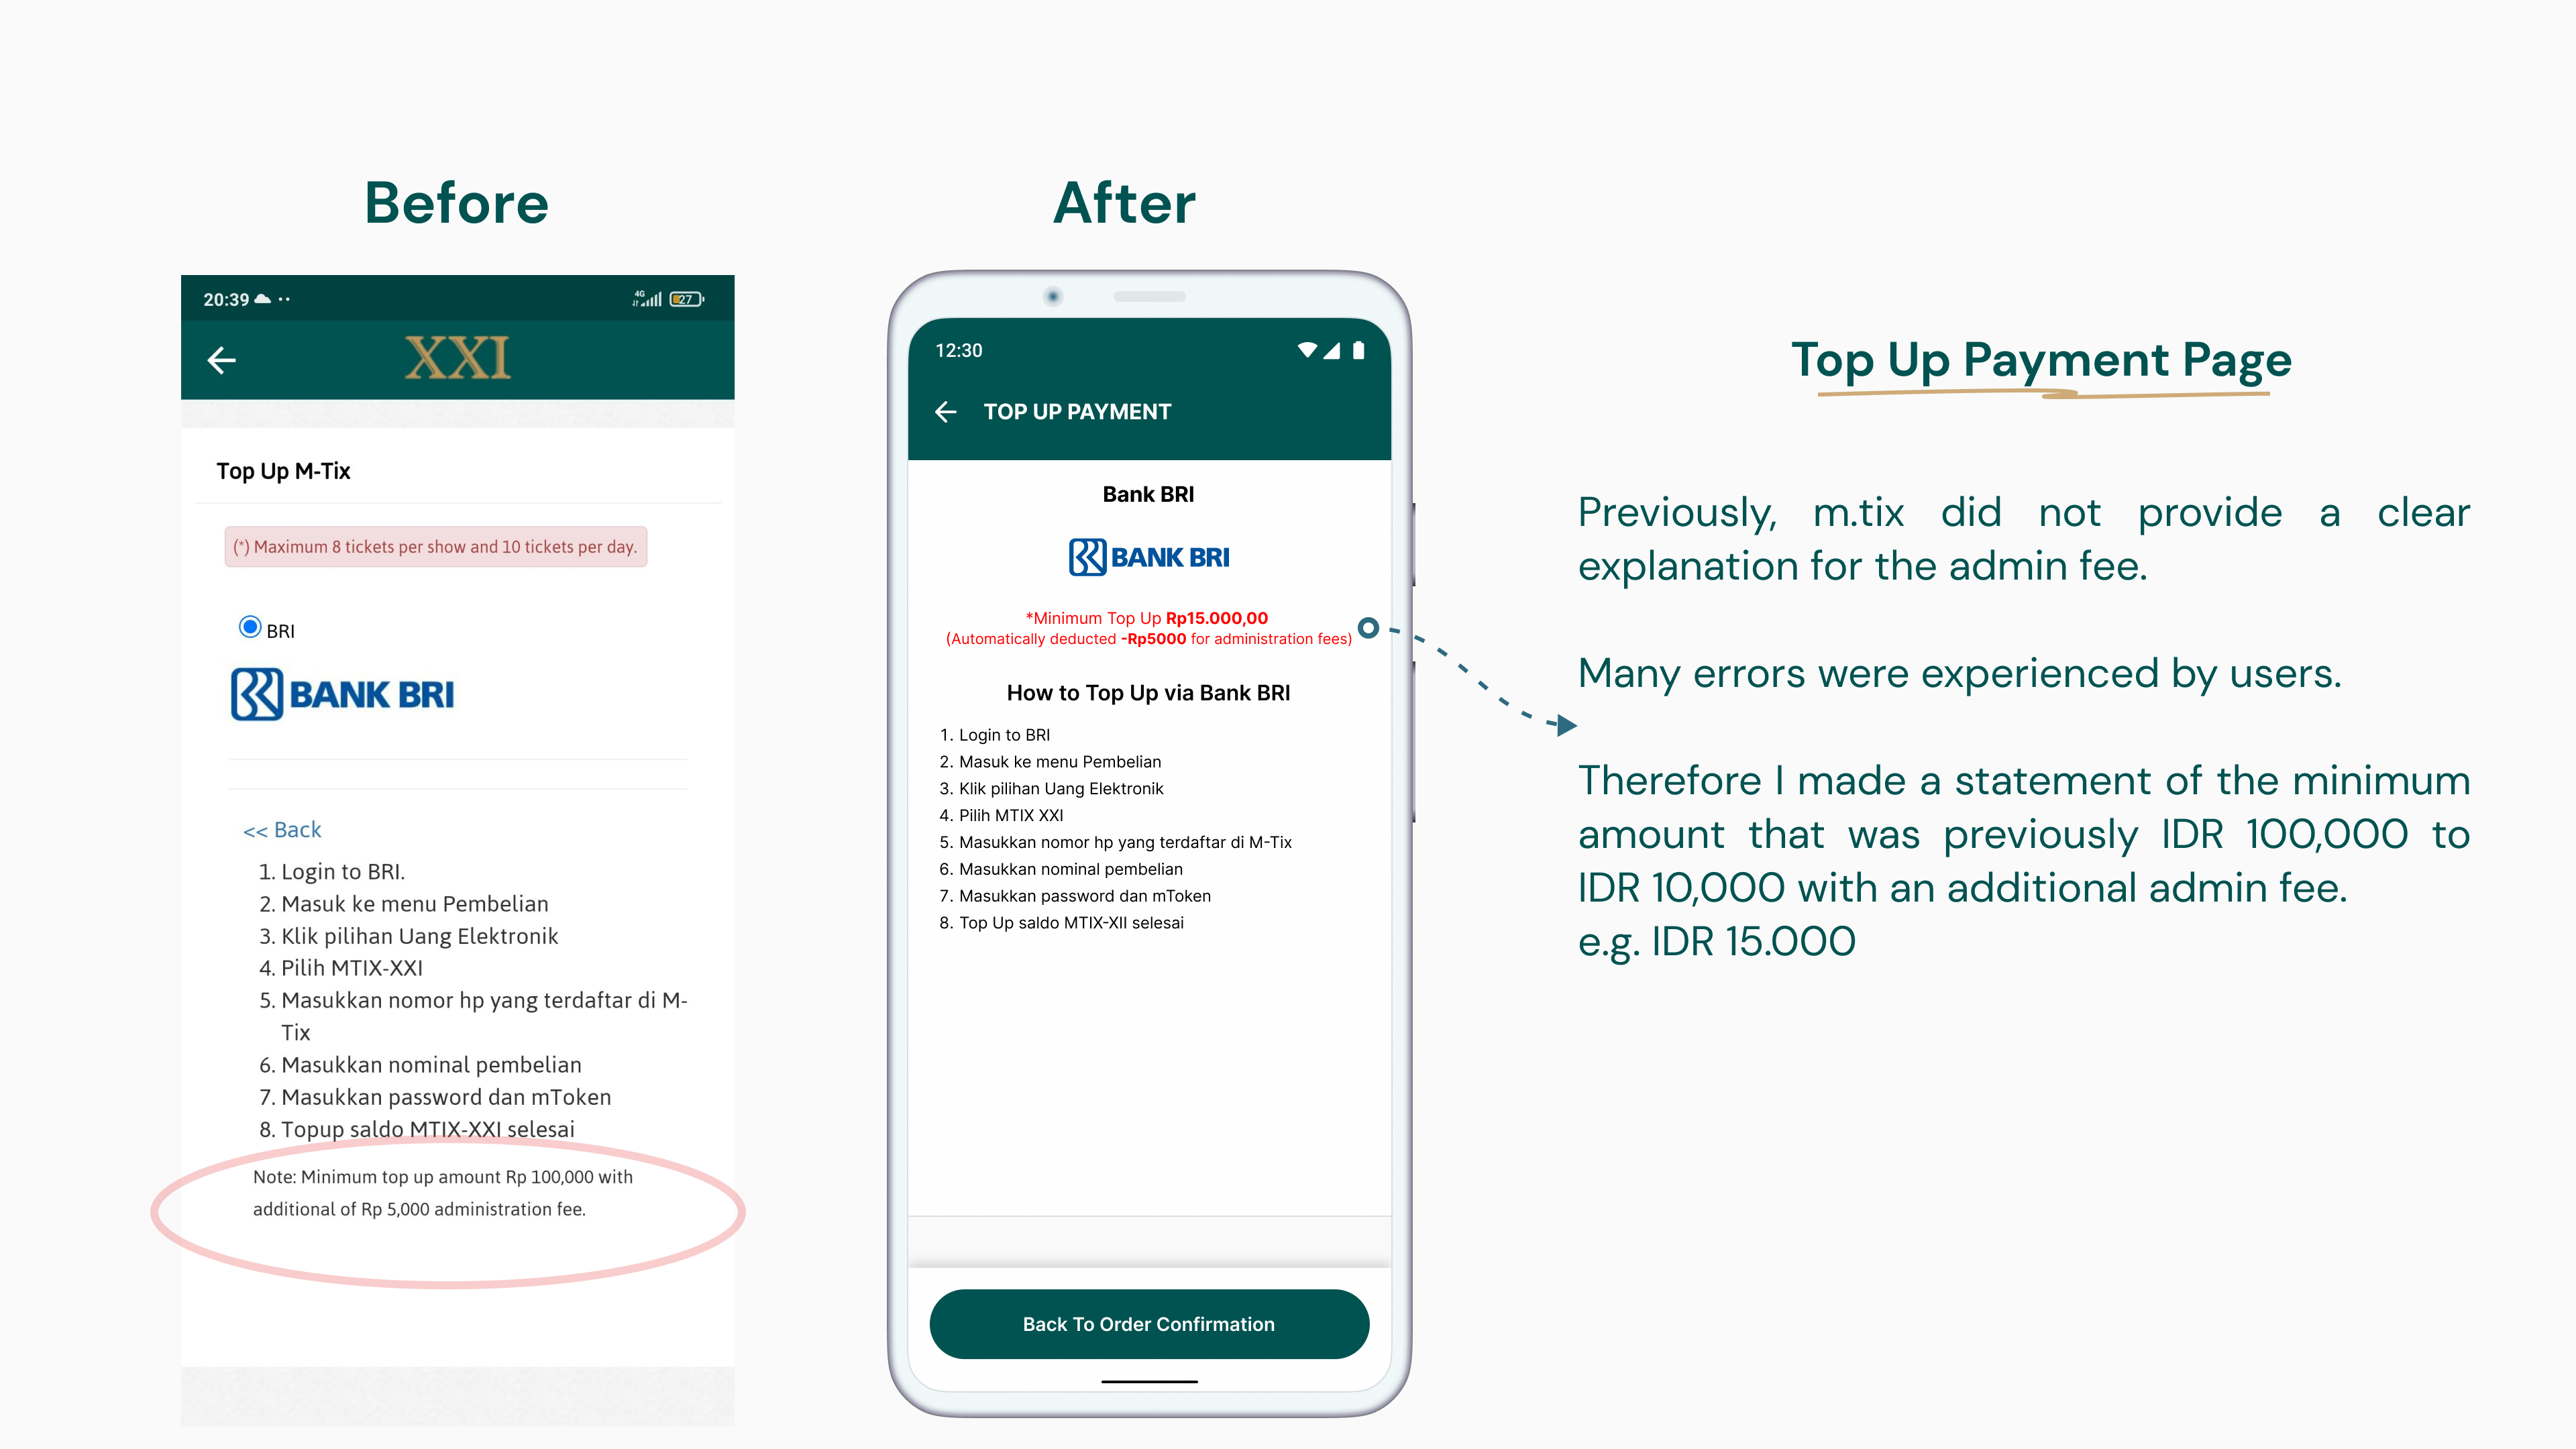 Before
20:39
4G
27
XXI
Top Up M-Tix
(*) Maximum 8 tickets per show and 10 tickets per day.
BRI
BANK BRI
<< Back
1. Login to BRI.
2. Masuk ke menu Pembelian
3. Klik pilihan Uang Elektronik
4. Pilih MTIX-XXI
5. Masukkan nomor hp yang terdaftar di M-
Tix
6. Masukkan nominal pembelian
7. Masukkan password dan mToken
8. Topup saldo MTIX-XXI selesai
Note: Minimum top up amount Rp 100,000 with
additional of Rp 5,000 administration fee.
After
12:30
TOP UP PAYMENT
Bank BRI
BANK BRI
*Minimum Top Up Rp15.000,00
(Automatically deducted -Rp5000 for administration fees)
How to Top Up via Bank BRI
1. Login to BRI
2. Masuk ke menu Pembelian
3. Klik pilihan Uang Elektronik
4. Pilih MTIX XXI
5. Masukkan nomor hp yang terdaftar di M-Tix
6. Masukkan nominal pembelian
7. Masukkan password dan mToken
8. Top Up saldo MTIX-XII selesai
Back To Order Confirmation
Top Up Payment Page
Previously, m.tix did not provide a clear
explanation for the admin fee.
Many errors were experienced by users.
Therefore I made a statement of the minimum
amount that was previously IDR 100,000 to
IDR 10,000 with an additional admin fee.
e.g. IDR 15.000